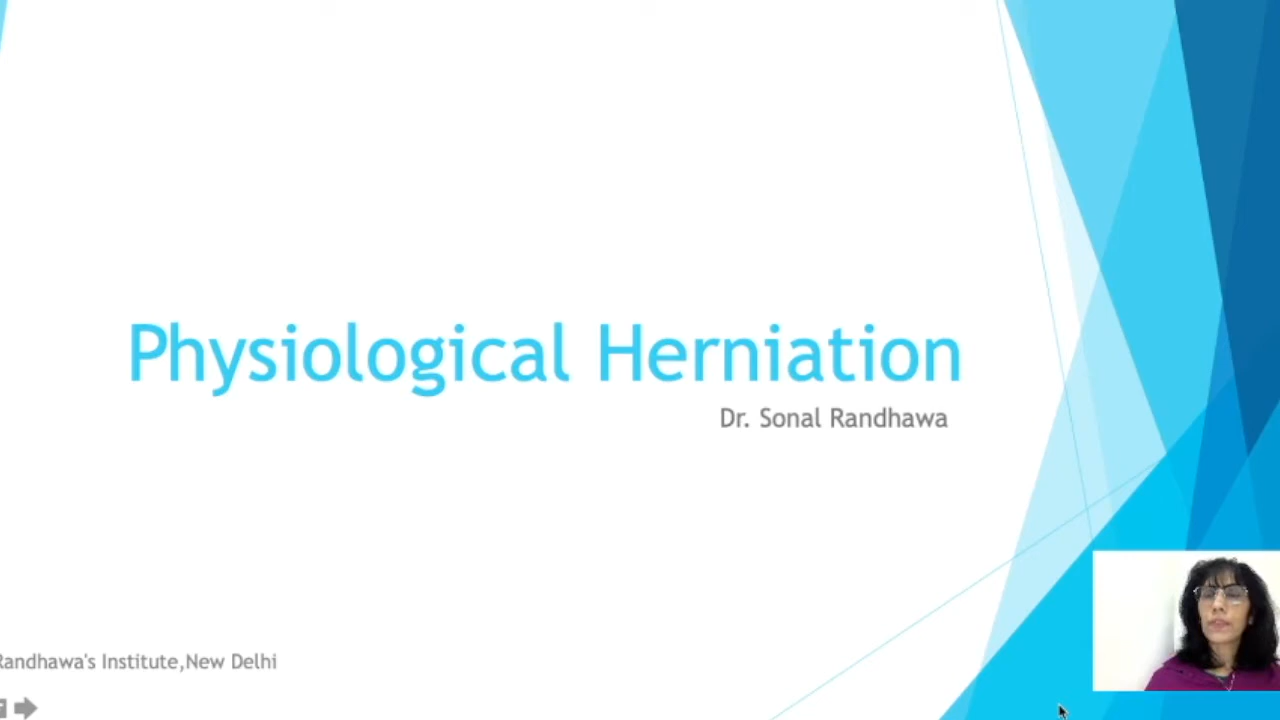 Physiological Herniation
Dr. Sonal Randhawa
Randhawa's Institute,New Delhi